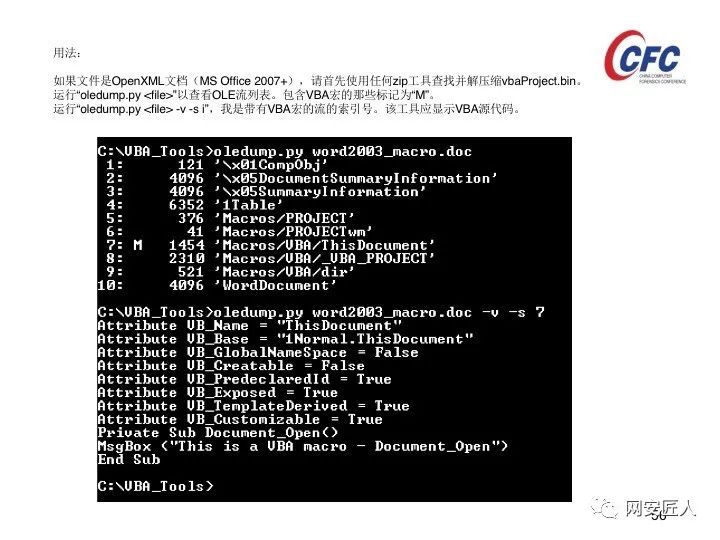 用法：
CFC
CHINA COMPUTER
FORENSICS CONFERENCE
如果文件是OpenXML文档（MS Office 2007+），请首先使用任何zip工具查找并解压缩vbaProject.bin。
运行“oledump.py <file>”以查看OLE流列表。包含VBA宏的那些标记为“M”。
运行“oledump.py <file> -v -s i”，我是带有VBA宏的流的索引号。该工具应显示VBA源代码。
C:\VBA_Tools>oledump.py word2003_macro.doc
1: 121 '\x01CompObj'
2: 4096 '\x05DocumentSummaryInformation'
3: 4096 '\x05SummaryInformation'
4: 6352 '1Table'
5: 376 'Macros/PROJECT'
6: 41 'Macros/PROJECTwm'
7: M 1454 'Macros/VBA/ThisDocument'
8: 2310 'Macros/VBA/_VBA_PROJECT'
9: 521 'Macros/VBA/dir'
10: 4096 'WordDocument'
C:\VBA_Tools>oledump.py word2003_macro.doc -v -s 7
Attribute VB_Name = "ThisDocument"
Attribute VB_Base = "1Normal.ThisDocument"
Attribute VB_GlobalNameSpace = False
Attribute VB_Creatable = False
Attribute VB_PredeclaredId = True
Attribute VB_Exposed = True
Attribute VB_TemplateDerived = True
Attribute VB_Customizable = True
Private Sub Document_Open()
MsgBox ("This is a VBA macro - Document_Open")
End Sub
C:\VBA_Tools>
网安匠人
56